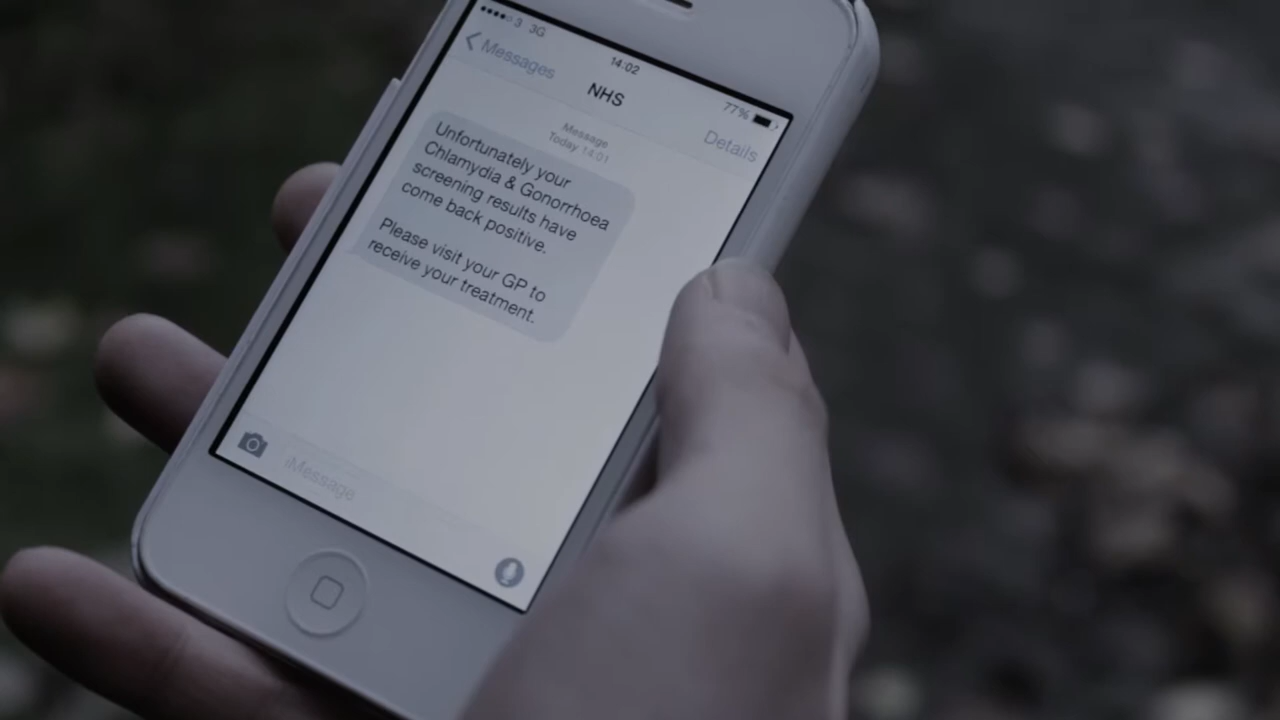 3 3G
14:02
77%
Messages
NHS
Details
Message
Today 14:01
Unfortunately your
Chlamydia & Gonorrhoea
screening results have
come back positive.
Please visit your GP to
receive your treatment.
iMessage